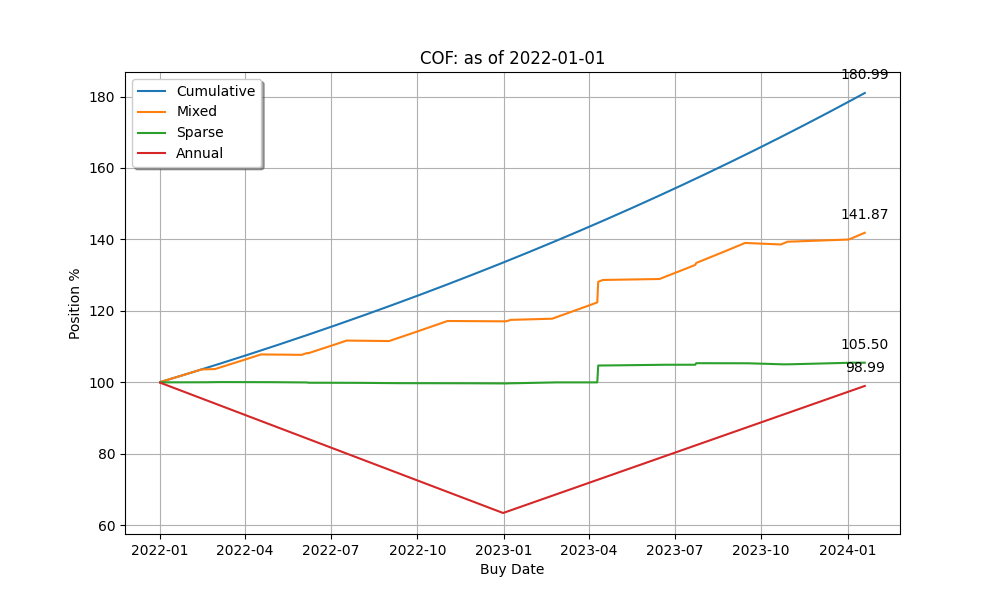 COF: as of 2022-01-01
Cumulative
Mixed
Sparse
Annual
180.99
141.87
105.50
98.99
Position %
180
160
140
120
100
80
60
2022-01 2022-04 2022-07 2022-10 2023-01 2023-04 2023-07 2023-10 2024-01
Buy Date